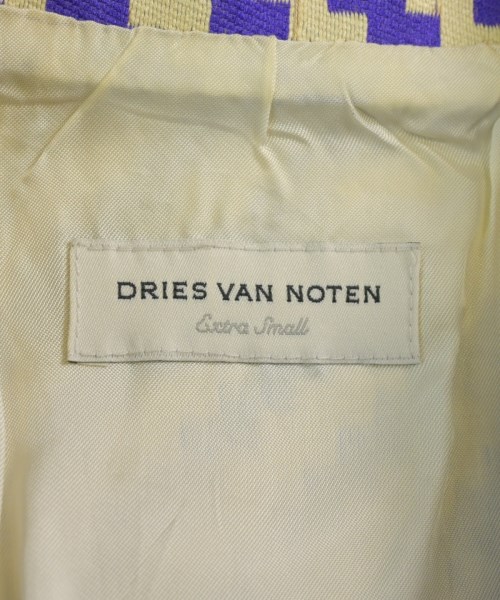 DRIES VAN NOTEN
Extra Small